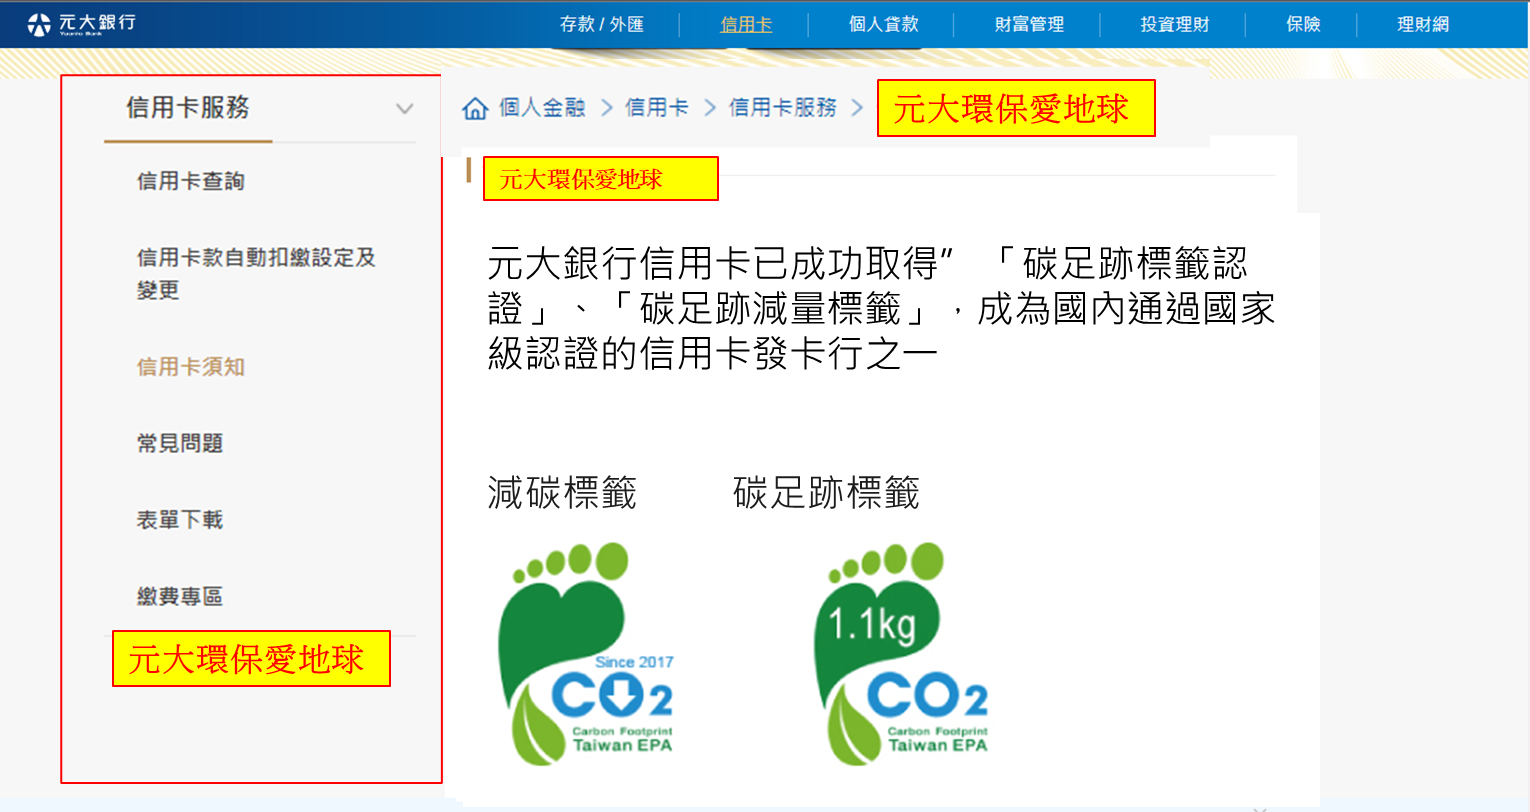 元大銀行
Yuanta Bank
存款 / 外匯
信用卡
個人貸款
財富管理
投資理財
保險
理財網
信用卡服務
信用卡查詢
信用卡款自動扣繳設定及
變更
信用卡須知
常見問題
表單下載
繳費專區
元大環保愛地球
個人金融 > 信用卡 > 信用卡服務 > 元大環保愛地球
元大環保愛地球
元大銀行信用卡已成功取得” 「碳足跡標籤認
證」、「碳足跡減量標籤」，成為國內通過國家
級認證的信用卡發卡行之一
減碳標籤 碳足跡標籤
Since 2017
CO2
Carbon Footprint
Taiwan EPA
1.1kg
CO2
Carbon Footprint
Taiwan EPA